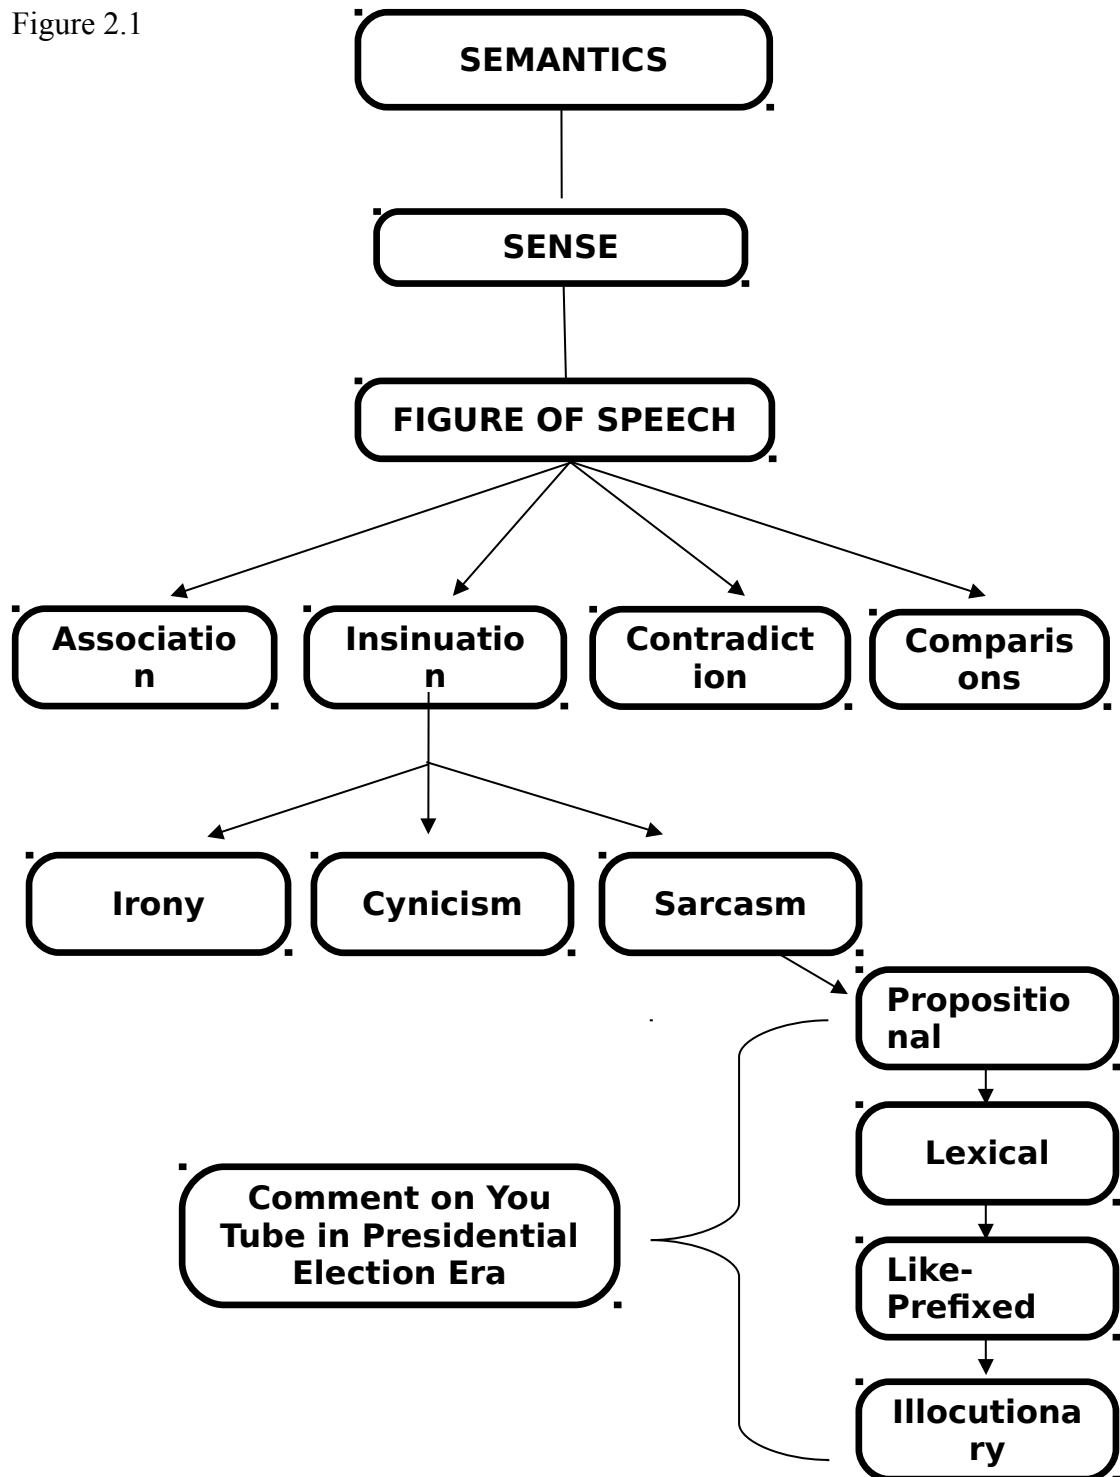 Figure 2.1
SEMANTICS
SENSE
FIGURE OF SPEECH
Associatio
n
Insinuatio
n
Contradict
ion
Comparis
ons
Irony
Cynicism
Sarcasm
Propositio
nal
Lexical
Comment on You
Tube in Presidential
Election Era
Like-
Prefixed
Illocutiona
ry